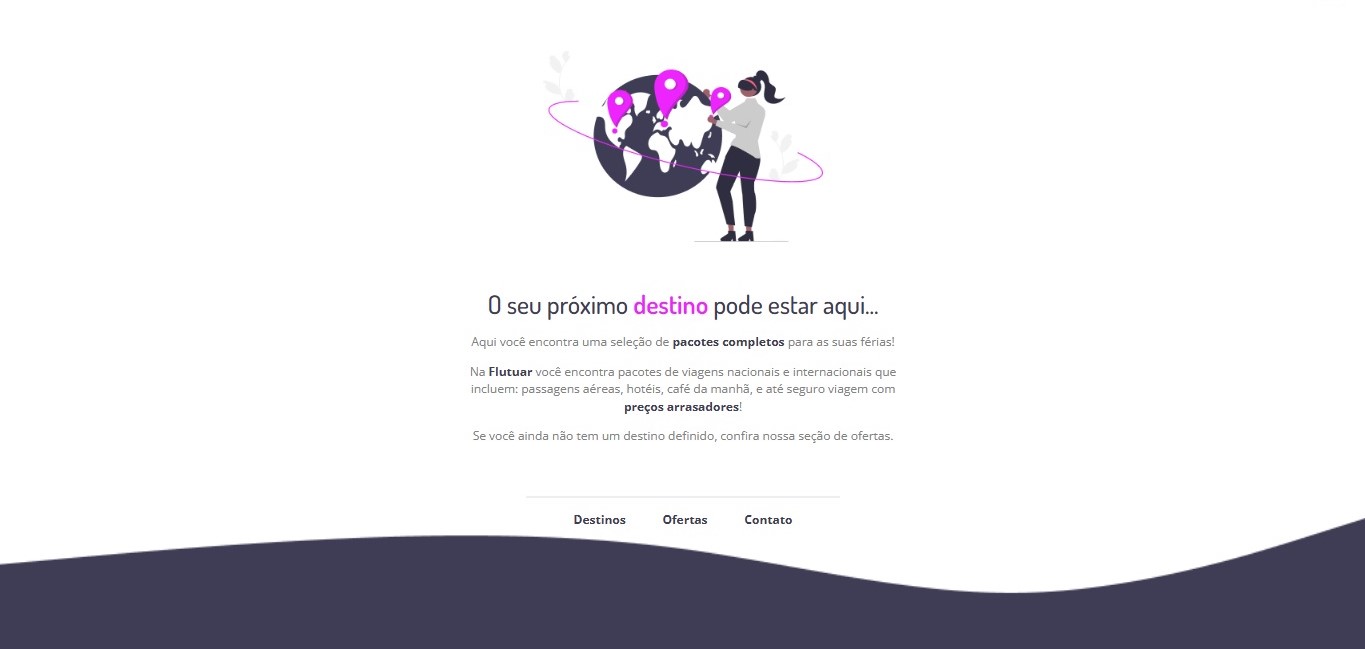 O seu próximo destino pode estar aqui...
Aqui você encontra uma seleção de pacotes completos para as suas férias!
Na Flutuar você encontra pacotes de viagens nacionais e internacionais que
incluem: passagens aéreas, hotéis, café da manhã, e até seguro viagem com
preços arrasadores!
Se você ainda não tem um destino definido, confira nossa seção de ofertas.
Destinos Ofertas Contato